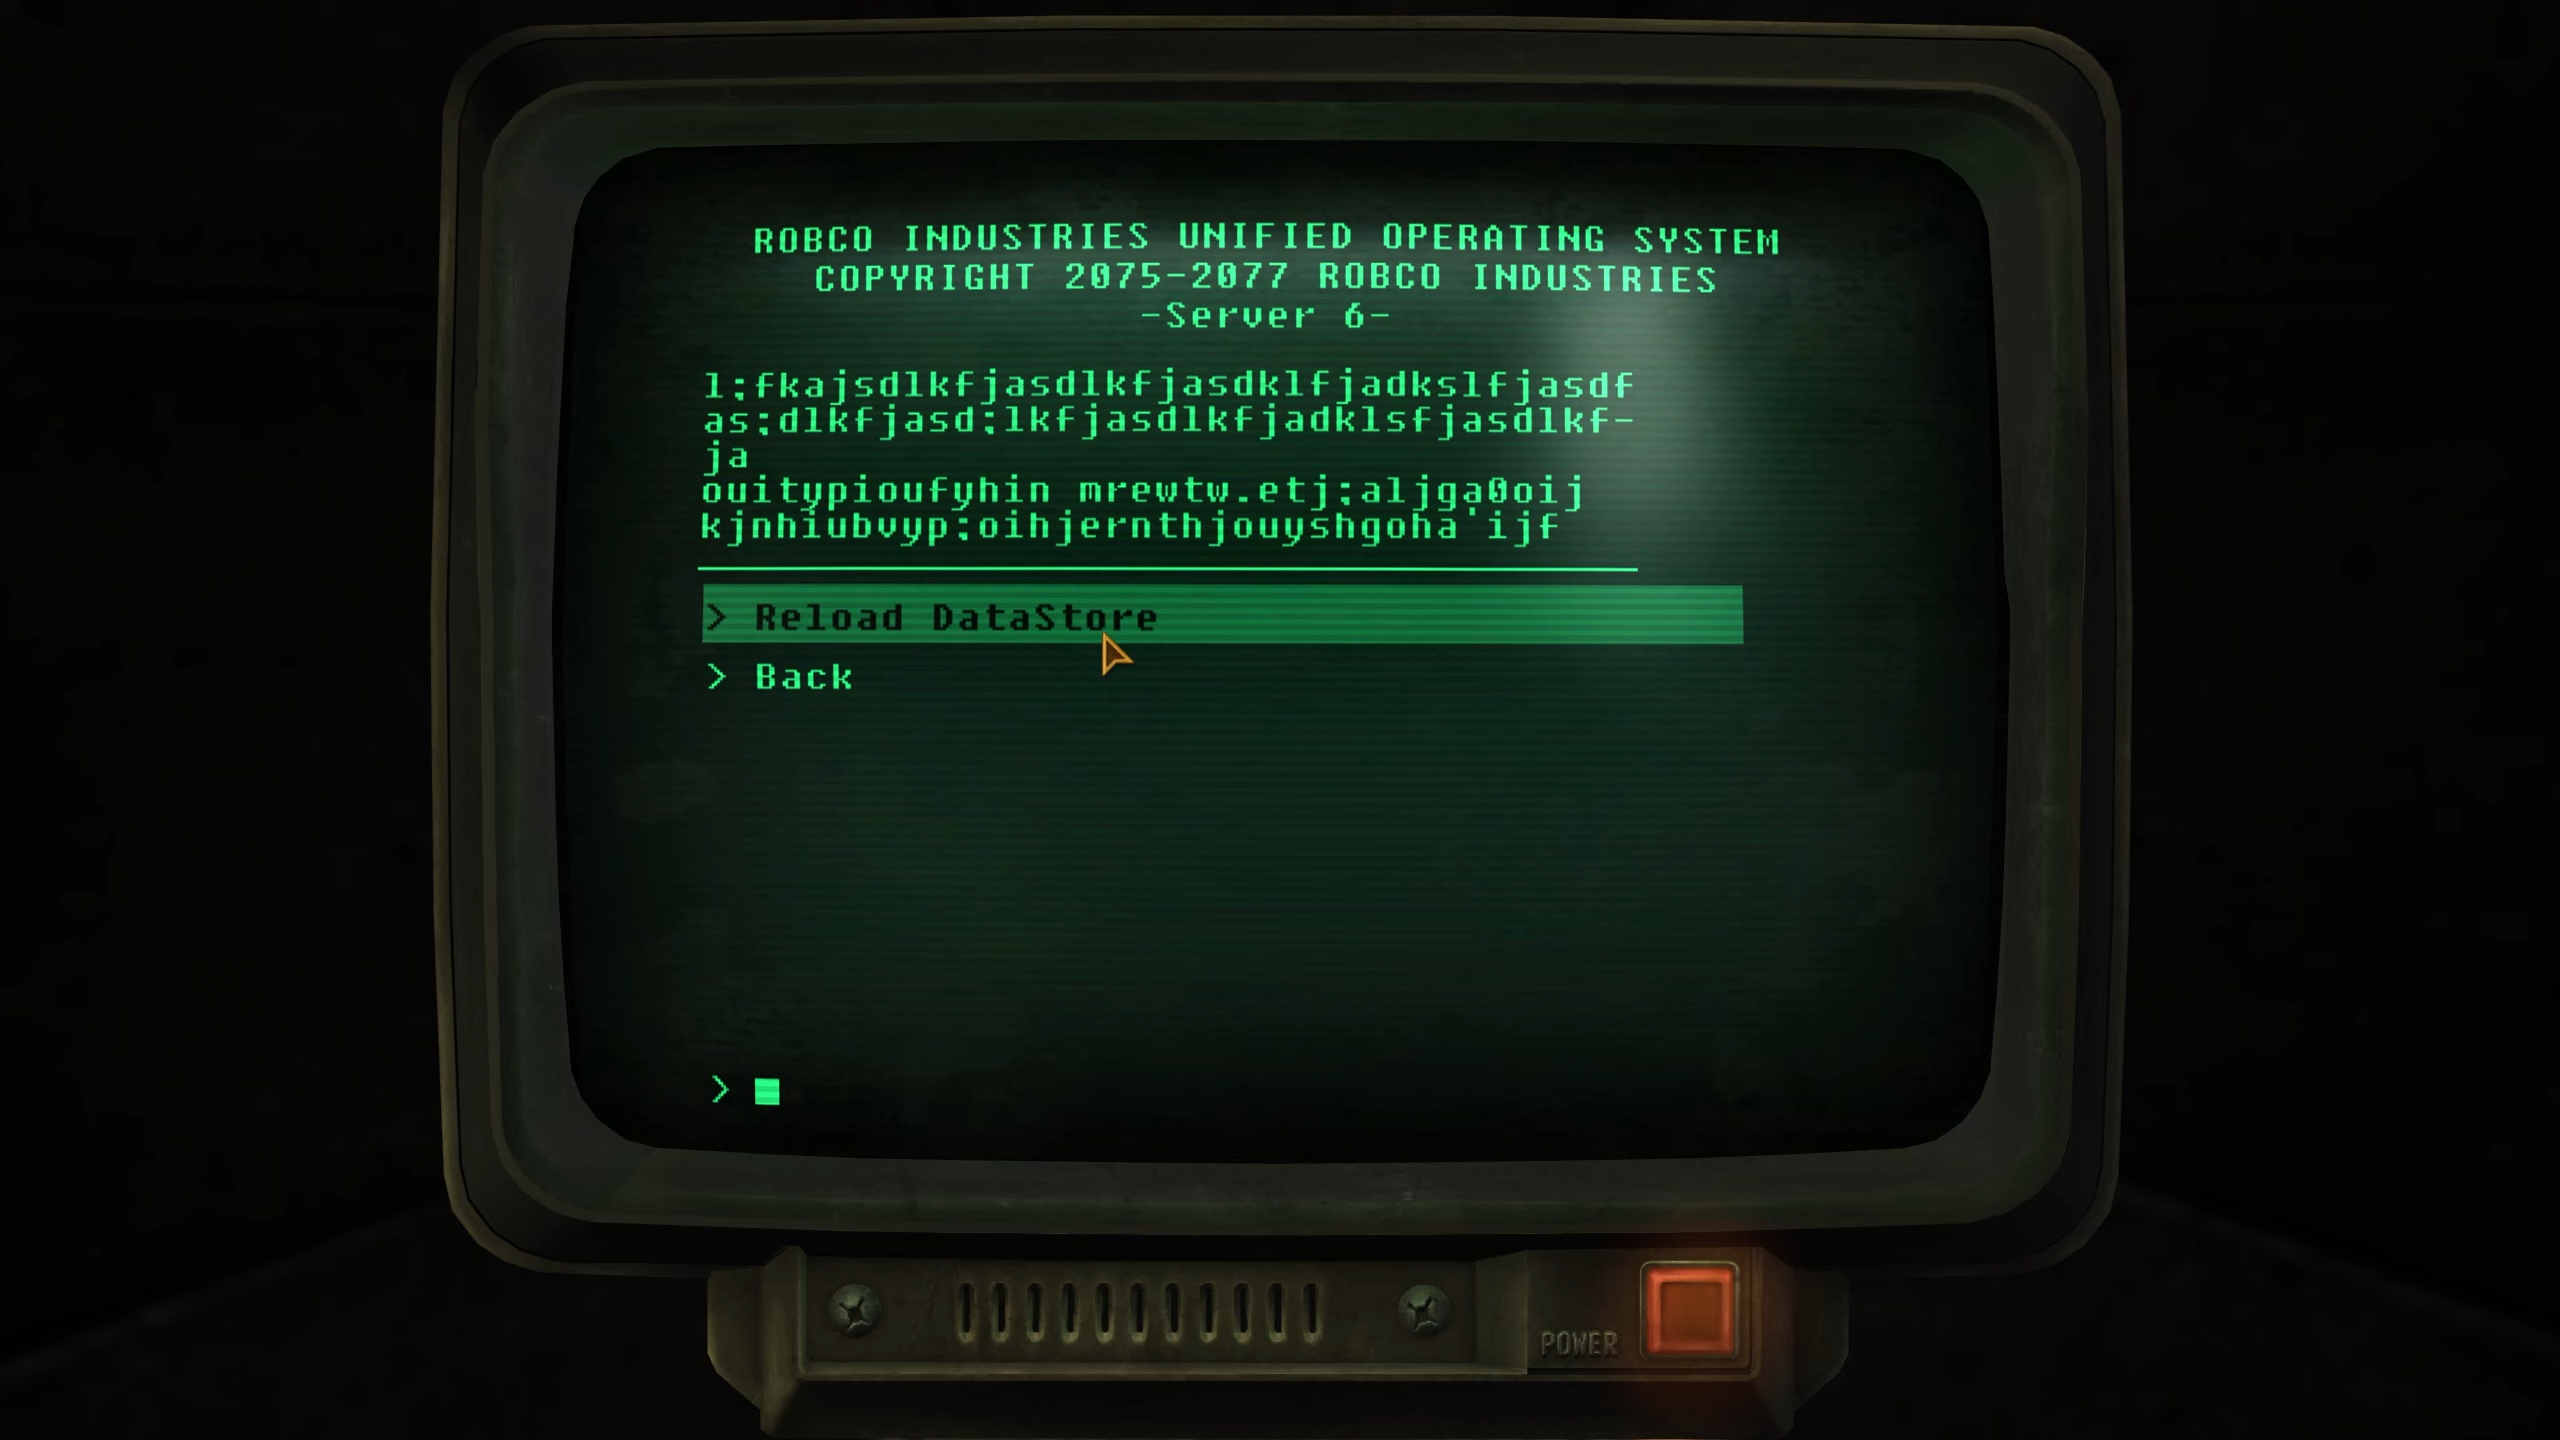 ROBCO INDUSTRIES UNIFIED OPERATING SYSTEM
COPYRIGHT 2075-2077 ROBCO INDUSTRIES
-Server 6-
l;fkajsdlkfjasdlkfjasdklfjadkslfjasdf
as;dlkfjasd;lkfjasdlkfjadklsfjasdlkf-
ja
ouitypioufyhin mrewtw.etj;aljga0oij
kjnhiubvyp;oihjernthjouyshgoha'ijf
> Reload DataStore
> Back
>
POWER